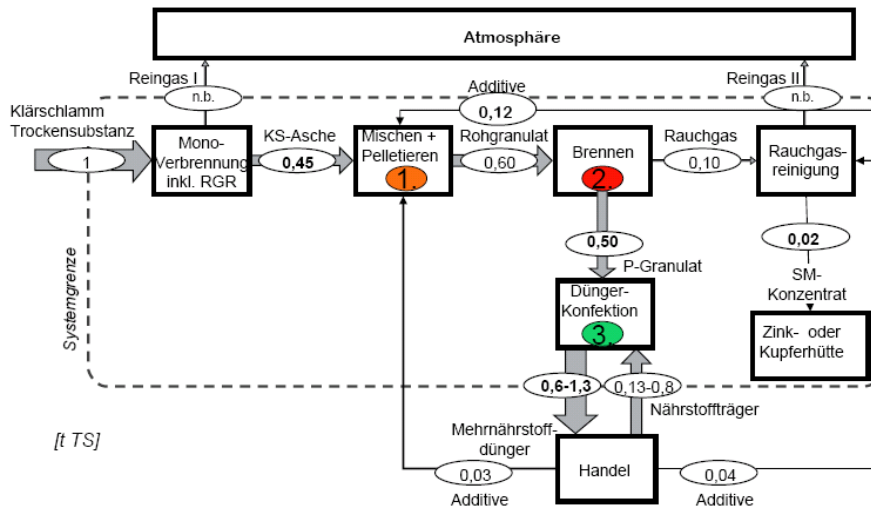 Atmosphäre
Reingas I
Additive
Reingas II
n.b.
0,12
n.b.
Klärschlamm
Trockensubstanz
1
Mono-
Verbrennung
inkl. RGR
KS-Asche
0,45
Mischen +
Pelletieren
1.
Rohgranulat
0,60
Brennen
2.
Rauchgas
0,10
Rauchgas-
reinigung
0,50
P-Granulat
0,02
SM-
Konzentrat
Dünger-
Konfektion
3.
Zink- oder
Kupferhütte
Systemgrenze
0,6-1,3
0,13-0,8
Nährstoffträger
[t TS]
Mehrnährstoff-
dünger
Handel
0,03
Additive
0,04
Additive